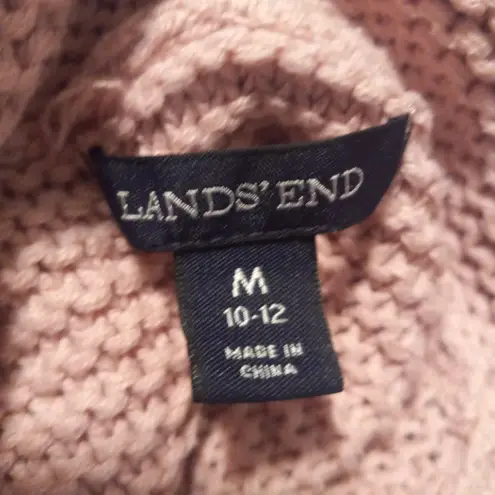 LANDS' END
M
10-12
MADE IN
CHINA